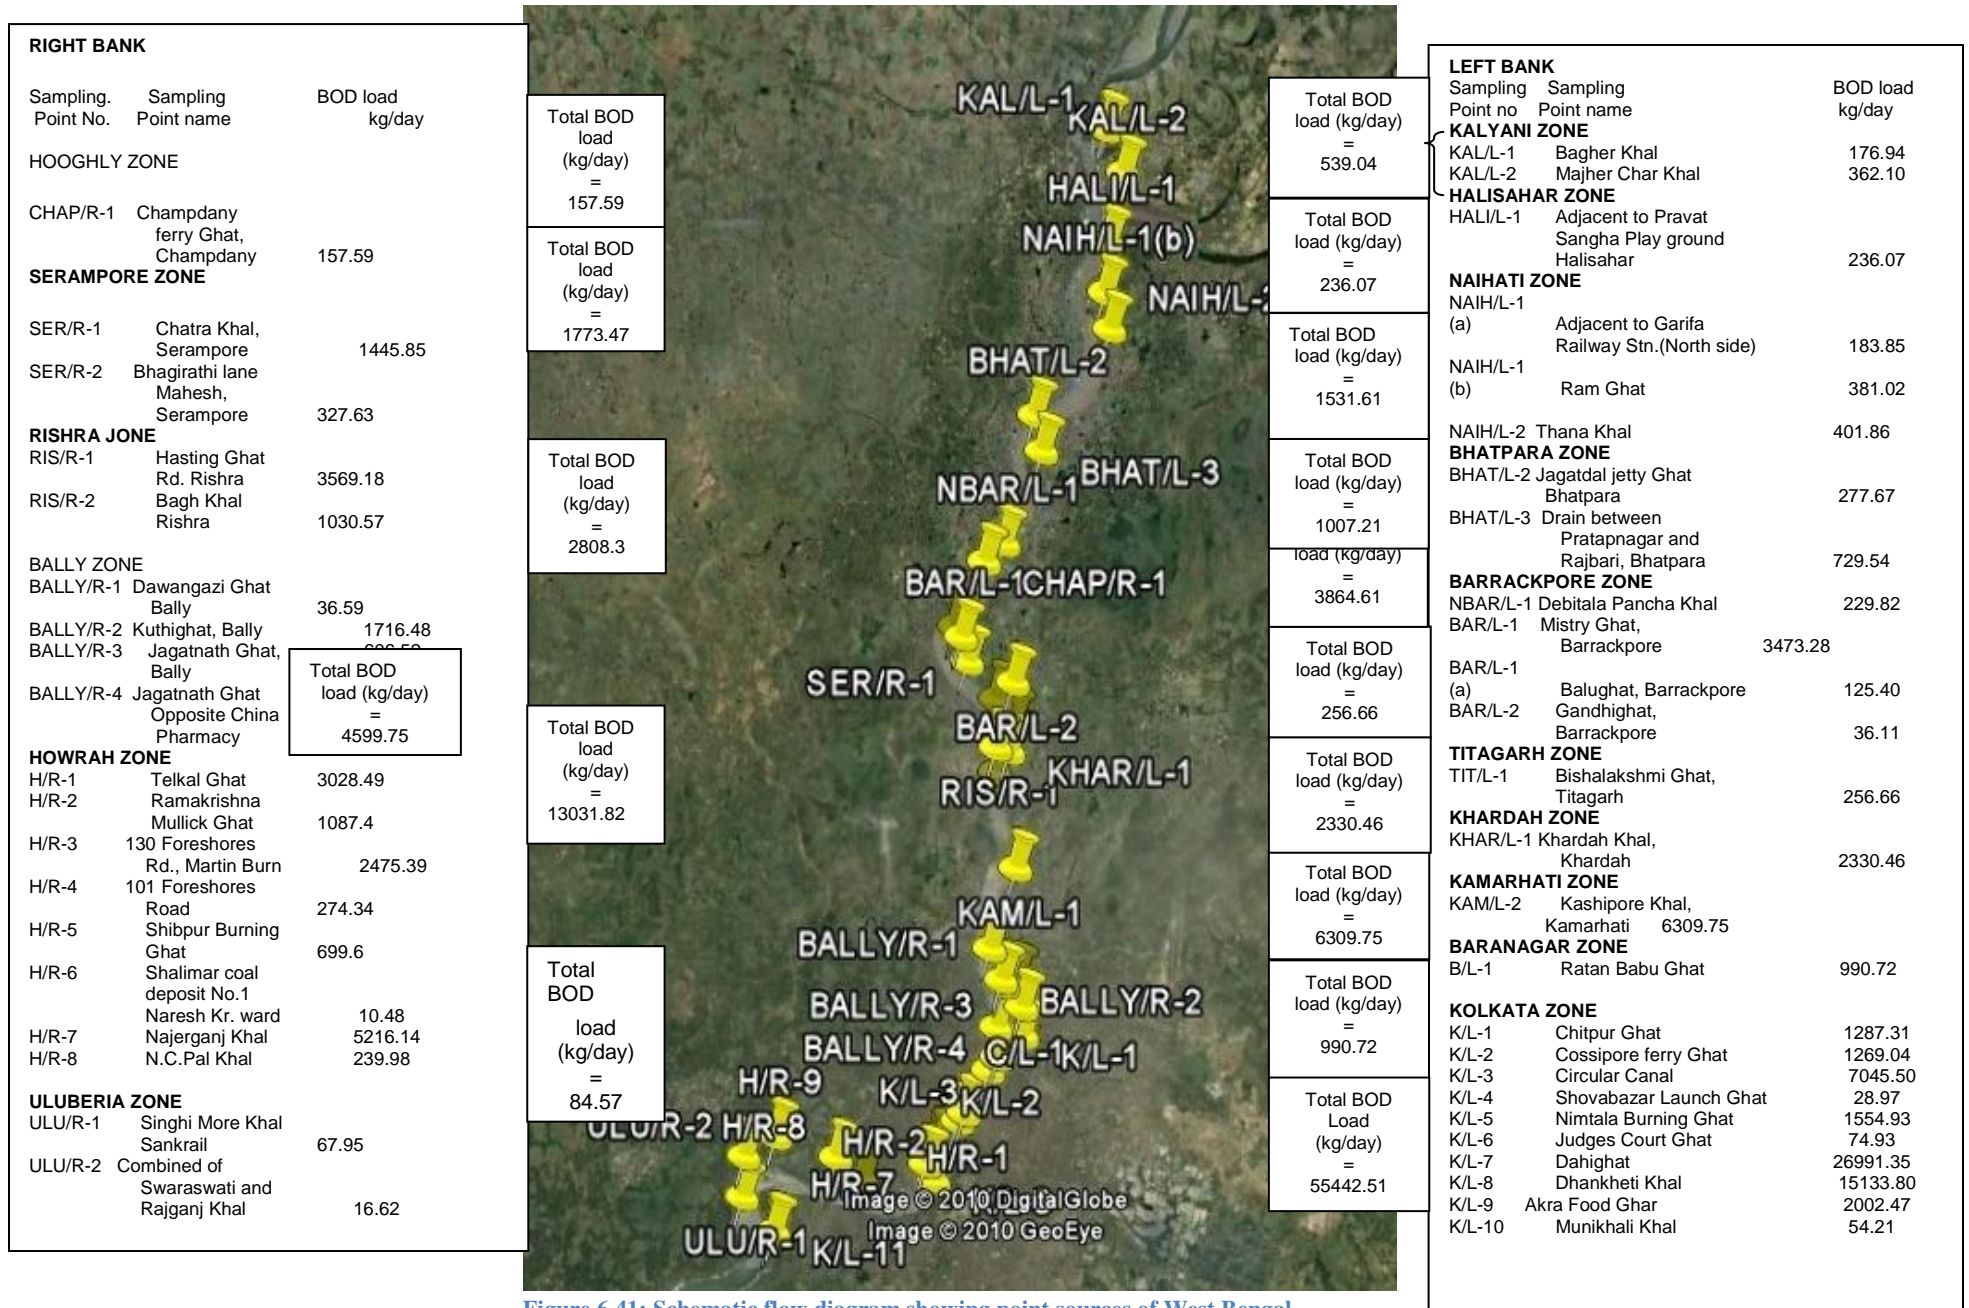 RIGHT BANK
Sampling. Sampling BOD load
Point No. Point name kg/day
HOOGHLY ZONE
CHAP/R-1 Champdany
ferry Ghat,
Champdany 157.59
SERAMPORE ZONE
SER/R-1 Chatra Khal,
Serampore 1445.85
SER/R-2 Bhagirathi lane
Mahesh,
Serampore 327.63
RISHRA JONE
RIS/R-1 Hasting Ghat
Rd. Rishra 3569.18
RIS/R-2 Bagh Khal
Rishra 1030.57
BALLY ZONE
BALLY/R-1 Dawangazi Ghat
Bally 36.59
BALLY/R-2 Kuthighat, Bally 1716.48
BALLY/R-3 Jagatnath Ghat,
Bally
BALLY/R-4 Jagatnath Ghat
Opposite China
Pharmacy
HOWRAH ZONE
H/R-1 Telkal Ghat 3028.49
H/R-2 Ramakrishna
Mullick Ghat 1087.4
H/R-3 130 Foreshores
Rd., Martin Burn 2475.39
H/R-4 101 Foreshores
Road 274.34
H/R-5 Shibpur Burning
Ghat 699.6
H/R-6 Shalimar coal
deposit No.1
Naresh Kr. ward 10.48
H/R-7 Najerganj Khal 5216.14
H/R-8 N.C.Pal Khal 239.98
ULUBERIA ZONE
ULU/R-1 Singhi More Khal
Sankrail 67.95
ULU/R-2 Combined of
Swaraswati and
Rajganj Khal 16.62
Total BOD
load (kg/day)
=
4599.75
Total BOD
load
(kg/day)
=
157.59
Total BOD
load
(kg/day)
=
1773.47
Total BOD
load
(kg/day)
=
2808.3
Total BOD
load
(kg/day)
=
13031.82
Total
BOD
load
(kg/day)
=
84.57
KAL/L-1
KAL/L-2
HALI/L-1
NAIH/L-1(b)
NAIH/L-2
BHAT/L-2
BHAT/L-3
NBAR/L-1
BAR/L-1
CHAP/R-1
SER/R-1
BAR/L-2
KHAR/L-1
RIS/R-1
KAM/L-1
BALLY/R-1
BALLY/R-3
BALLY/R-2
BALLY/R-4
C/L-1
K/L-1
H/R-9
K/L-3
K/L-2
ULU/R-2
H/R-8
H/R-2
H/R-1
H/R-7
Image © 2010 DigitalGlobe
Image © 2010 GeoEye
ULU/R-1
K/L-11
Total BOD
load (kg/day)
=
539.04
Total BOD
load (kg/day)
=
236.07
Total BOD
load (kg/day)
=
1531.61
Total BOD
load (kg/day)
=
1007.21
load (kg/day)
=
3864.61
Total BOD
load (kg/day)
=
256.66
Total BOD
load (kg/day)
=
2330.46
Total BOD
load (kg/day)
=
6309.75
Total BOD
load (kg/day)
=
990.72
Total BOD
Load
(kg/day)
=
55442.51
LEFT BANK
Sampling Sampling BOD load
Point no Point name kg/day
KALYANI ZONE
KAL/L-1 Bagher Khal 176.94
KAL/L-2 Majher Char Khal 362.10
HALISAHAR ZONE
HALI/L-1 Adjacent to Pravat
Sangha Play ground
Halisahar 236.07
NAIHATI ZONE
NAIH/L-1
(a) Adjacent to Garifa
Railway Stn.(North side) 183.85
NAIH/L-1
(b) Ram Ghat 381.02
NAIH/L-2 Thana Khal 401.86
BHATPARA ZONE
BHAT/L-2 Jagatdal jetty Ghat
Bhatpara 277.67
BHAT/L-3 Drain between
Pratapnagar and
Rajbari, Bhatpara 729.54
BARRACKPORE ZONE
NBAR/L-1 Debitala Pancha Khal 229.82
BAR/L-1 Mistry Ghat,
Barrackpore 3473.28
BAR/L-1
(a) Balughat, Barrackpore 125.40
BAR/L-2 Gandhighat,
Barrackpore 36.11
TITAGARH ZONE
TIT/L-1 Bishalakshmi Ghat,
Titagarh 256.66
KHARDAH ZONE
KHAR/L-1 Khardah Khal,
Khardah 2330.46
KAMARHATI ZONE
KAM/L-2 Kashipore Khal,
Kamarhati 6309.75
BARANAGAR ZONE
B/L-1 Ratan Babu Ghat 990.72
KOLKATA ZONE
K/L-1 Chitpur Ghat 1287.31
K/L-2 Cossipore ferry Ghat 1269.04
K/L-3 Circular Canal 7045.50
K/L-4 Shovabazar Launch Ghat 28.97
K/L-5 Nimtala Burning Ghat 1554.93
K/L-6 Judges Court Ghat 74.93
K/L-7 Dahighat 26991.35
K/L-8 Dhankheti Khal 15133.80
K/L-9 Akra Food Ghar 2002.47
K/L-10 Munikhali Khal 54.21
Figure 6.41: Schematic flow diagram showing point sources of West Bengal